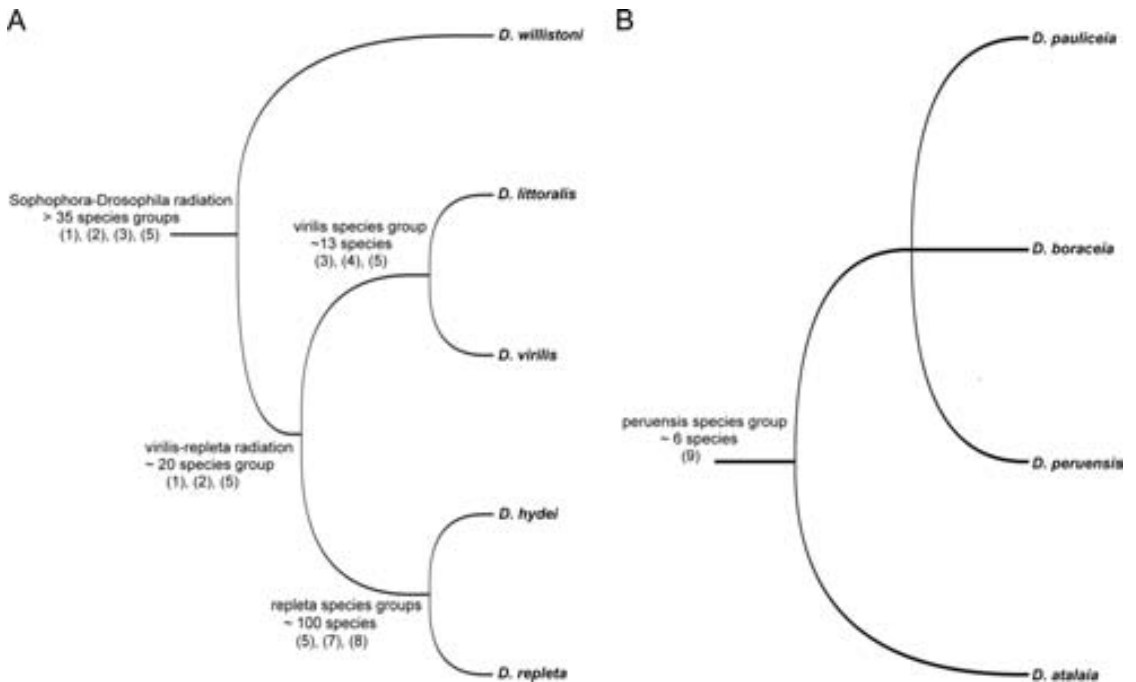 A
D. willistoni
Sophophora-Drosophila radiation
> 35 species groups
(1), (2), (3), (5)
D. littoralis
virilis species group
~13 species
(3), (4), (5)
D. virilis
virilis-repleta radiation
~ 20 species group
(1), (2), (5)
D. hydei
repleta species groups
~ 100 species
(5), (7), (8)
D. repleta
B
D. pauliceia
D. boraceia
peruensis species group
~ 6 species
(9)
D. peruensis
D. atalaia